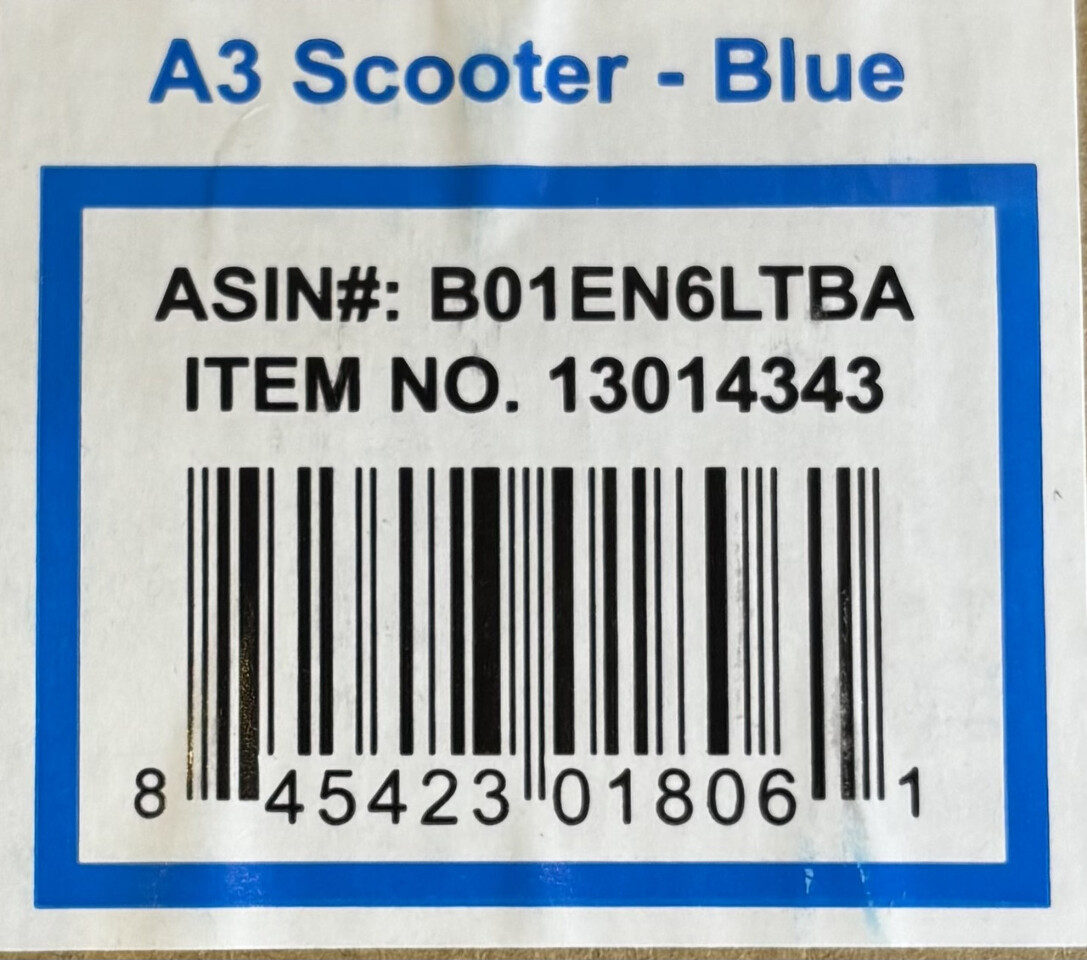 A3 Scooter - Blue
ASIN#: B01EN6LTBA
ITEM NO. 13014343
8 45423 01806 1